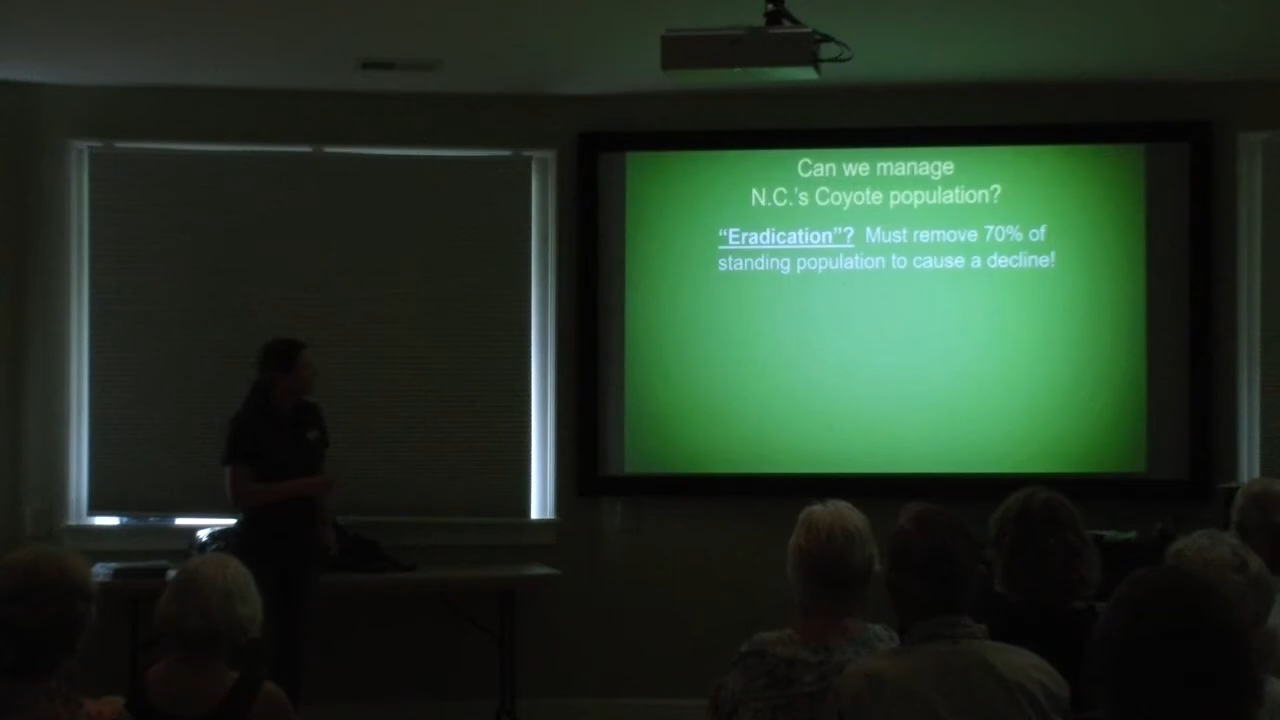 Can we manage
N.C.'s Coyote population?
“Eradication”? Must remove 70% of
standing population to cause a decline!